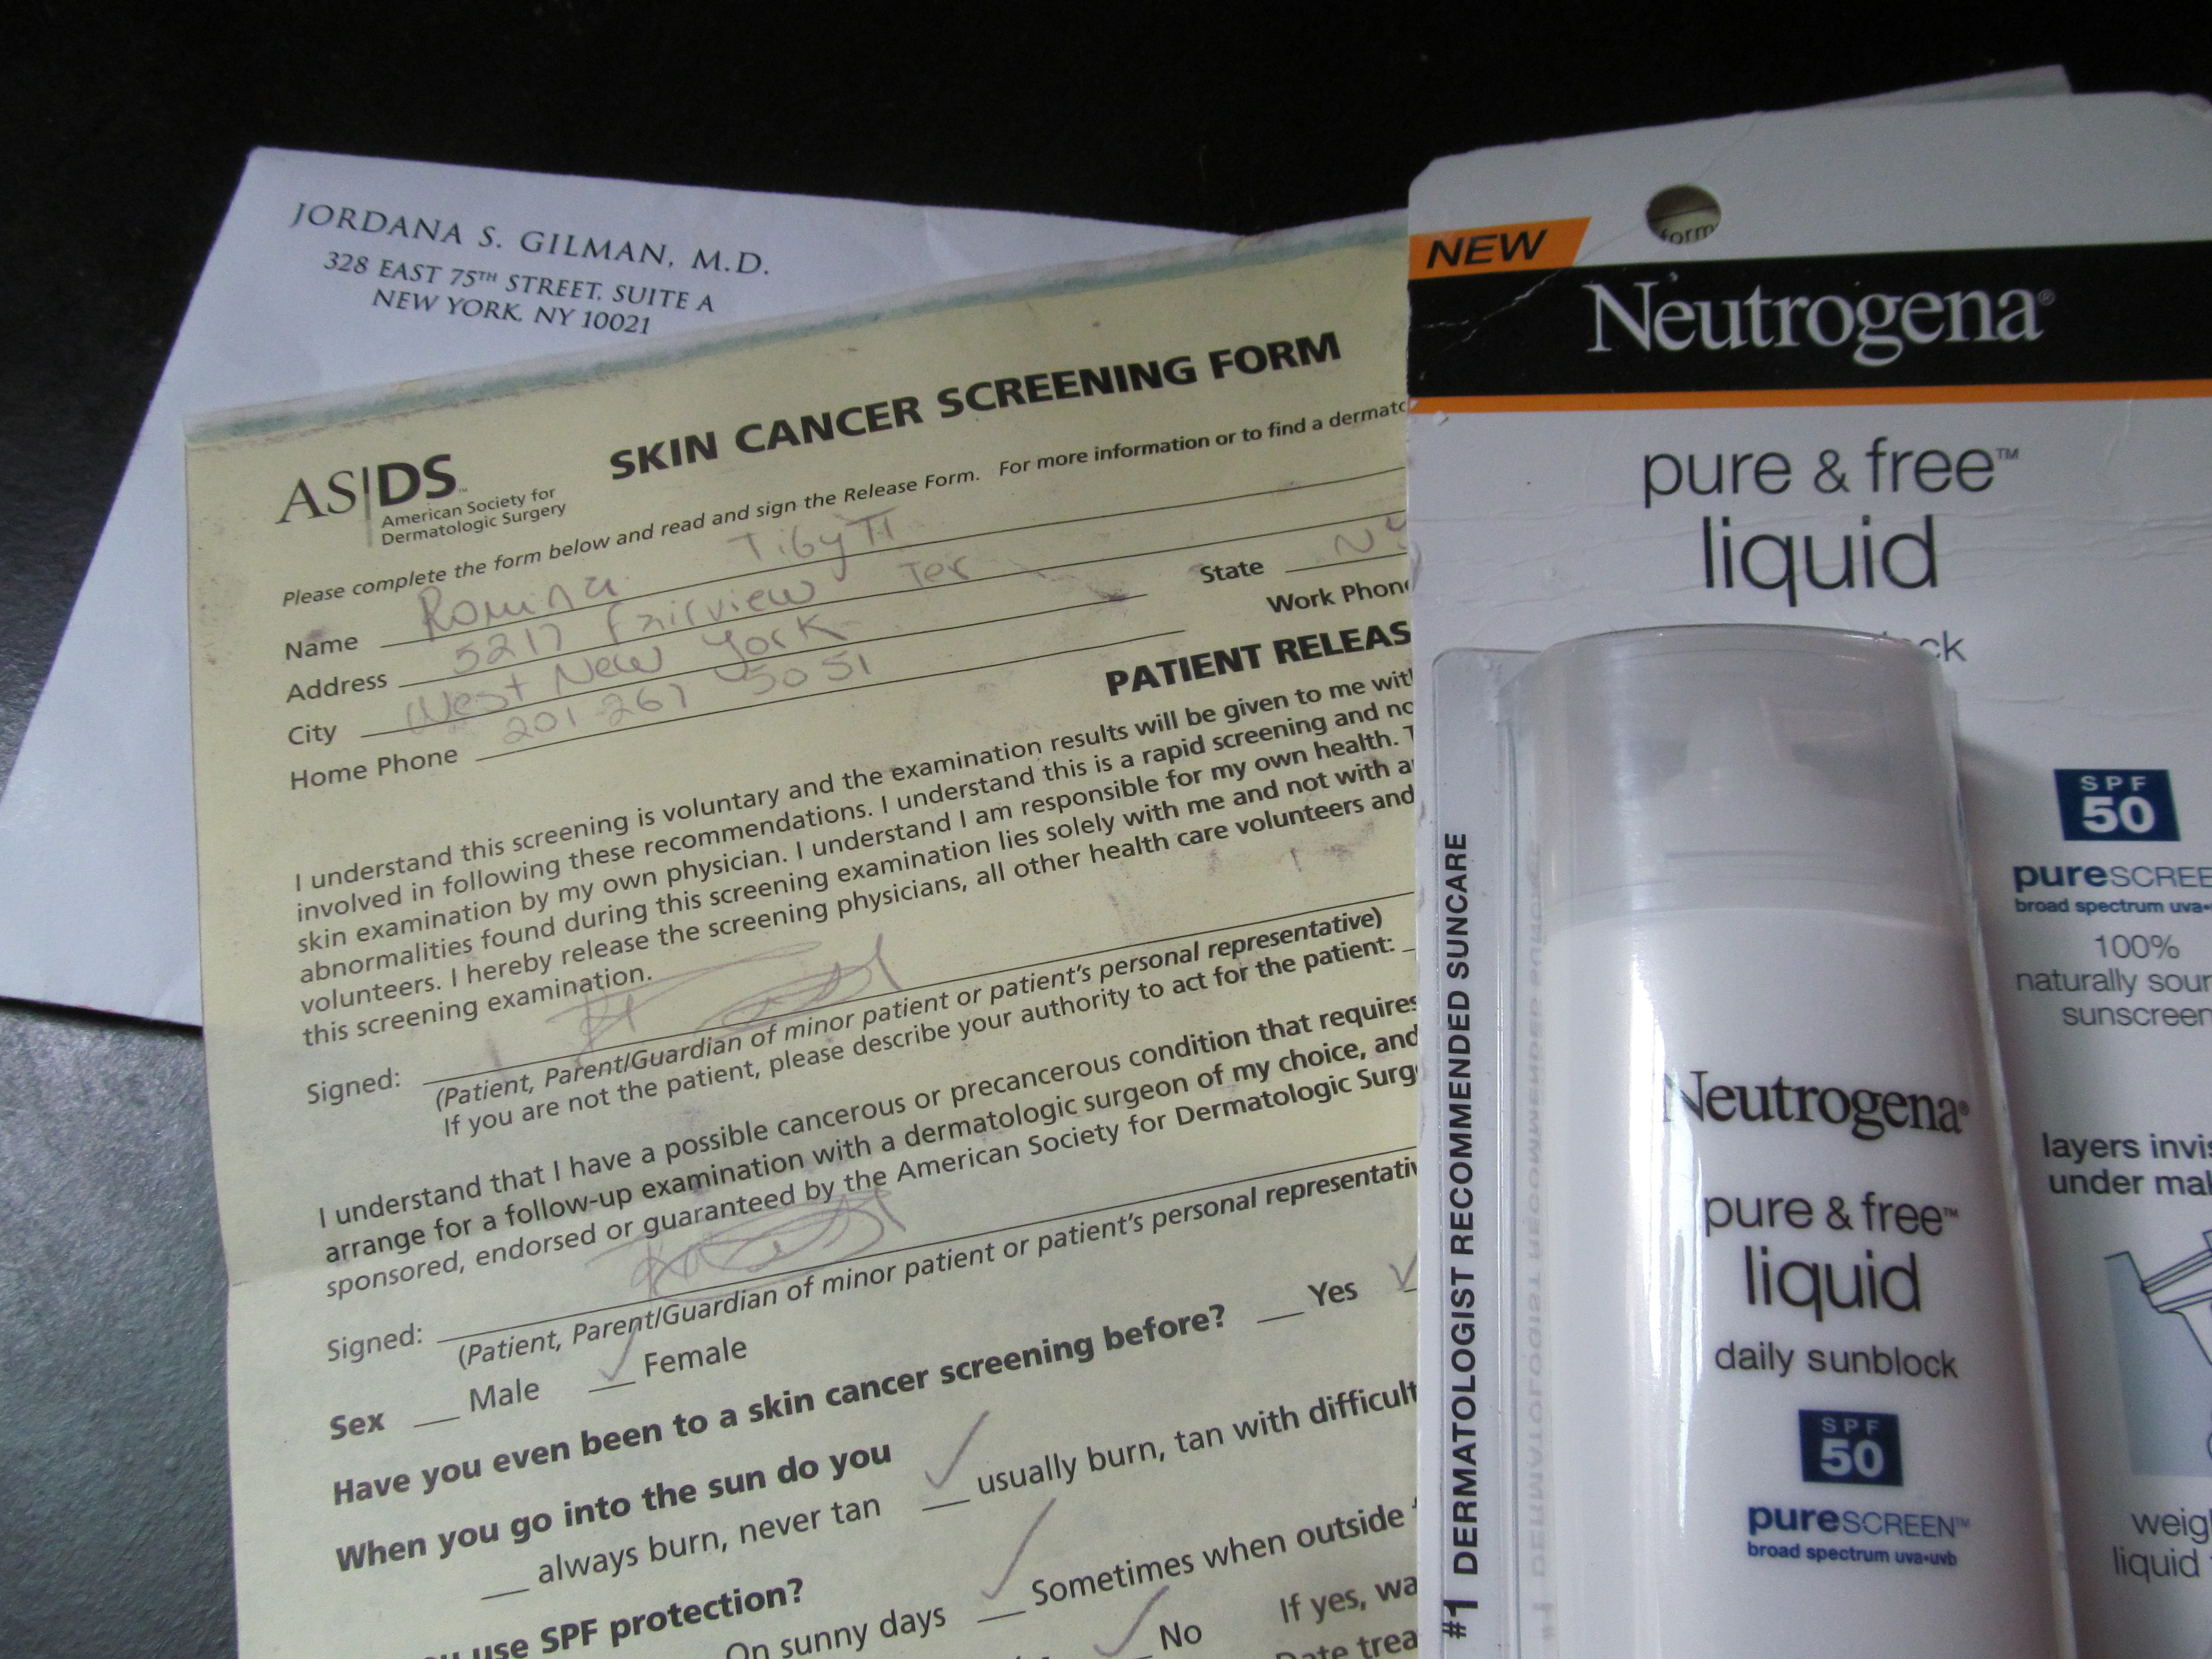 JORDANA S. GILMAN, M.D.
328 EAST 75TH STREET, SUITE A
NEW YORK, NY 10021
AS|DS™
American Society for
Dermatologic Surgery
SKIN CANCER SCREENING FORM
Please complete the form below and read and sign the Release Form. For more information or to find a dermato
Name Romina Tibytt
Address 5217 Fairview Ter
City West New York State NY
Home Phone 201 267 5051 Work Phon
PATIENT RELEAS
I understand this screening is voluntary and the examination results will be given to me wit
involved in following these recommendations. I understand this is a rapid screening and no
skin examination by my own physician. I understand I am responsible for my own health.
abnormalities found during this screening examination lies solely with me and not with a
volunteers. I hereby release the screening physicians, all other health care volunteers and
this screening examination.
Signed:
(Patient, Parent/Guardian of minor patient or patient's personal representative)
If you are not the patient, please describe your authority to act for the patient:
I understand that I have a possible cancerous or precancerous condition that requires
arrange for a follow-up examination with a dermatologic surgeon of my choice, and
sponsored, endorsed or guaranteed by the American Society for Dermatologic Surg
Signed:
(Patient, Parent/Guardian of minor patient or patient's personal representativ
Sex Male ✓ Female
Have you even been to a skin cancer screening before? Yes ✓
When you go into the sun do you
always burn, never tan ✓ usually burn, tan with difficult
use SPF protection?
On sunny days ✓ Sometimes when outside
✓ No If yes, wa
Date trea
form
NEW
Neutrogena®
pure & free™
liquid
ck
SPF
50
pureSCREE
broad spectrum uva•
100%
naturally sour
sunscreen
layers invis
under mak
weig
liquid
#1 DERMATOLOGIST RECOMMENDED SUNCARE
Neutrogena®
pure & free™
liquid
daily sunblock
SPF
50
pureSCREEN™
broad spectrum uva•uvb